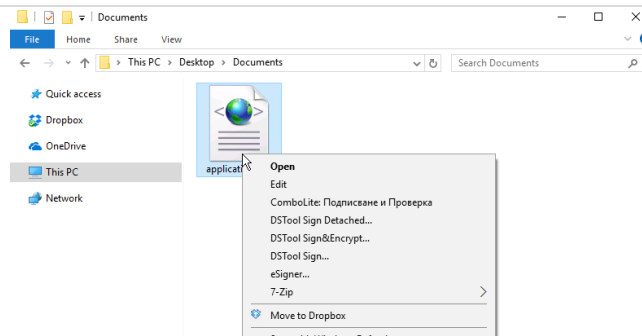 Documents
File Home Share View
This PC Desktop Documents Search Documents
Quick access
Dropbox
OneDrive
This PC
Network
Open
Edit
ComboLite: Подписване и Проверка
DSTool Sign Detached...
DSTool Sign&Encrypt...
DSTool Sign...
eSigner...
7-Zip
Move to Dropbox